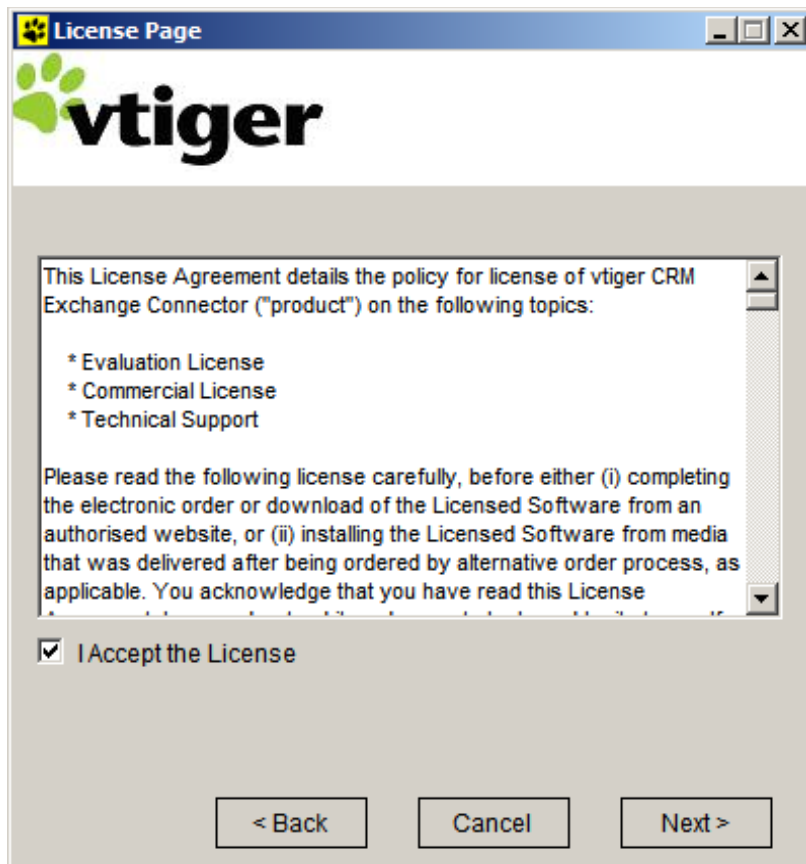 License Page
vtiger
This License Agreement details the policy for license of vtiger CRM
Exchange Connector ("product") on the following topics:
* Evaluation License
* Commercial License
* Technical Support
Please read the following license carefully, before either (i) completing
the electronic order or download of the Licensed Software from an
authorised website, or (ii) installing the Licensed Software from media
that was delivered after being ordered by alternative order process, as
applicable. You acknowledge that you have read this License
I Accept the License
< Back
Cancel
Next >